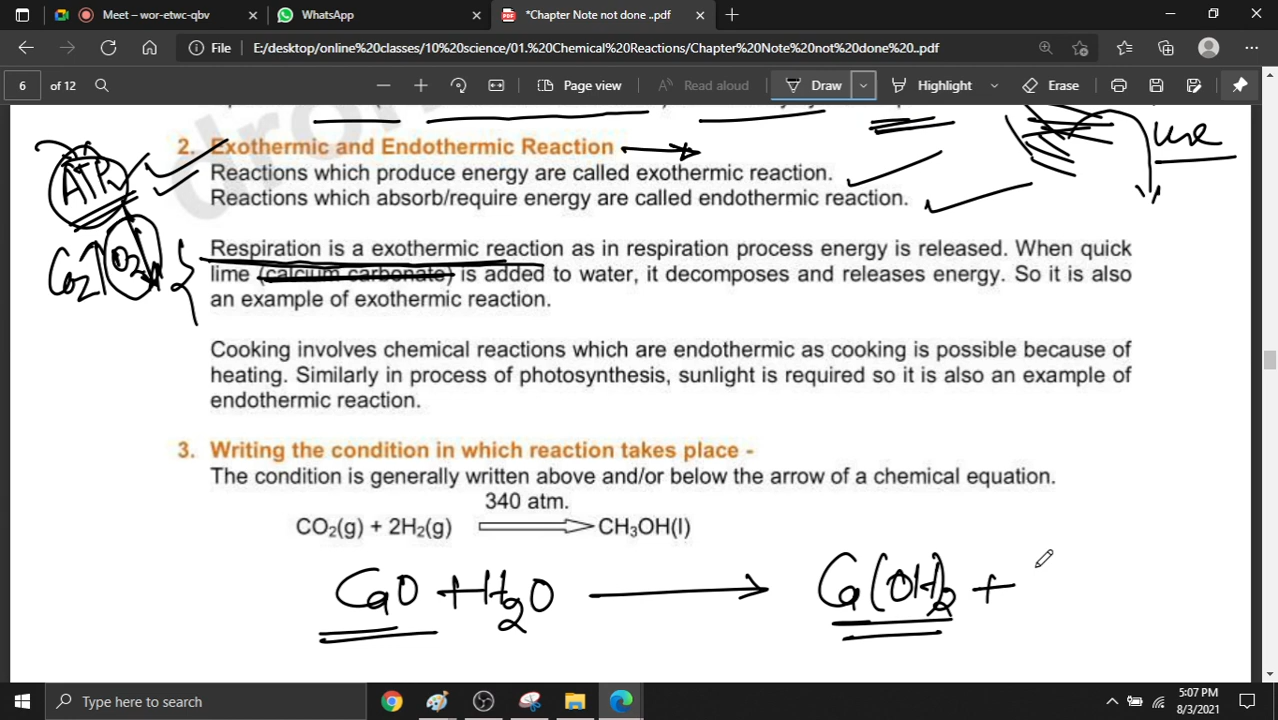 Meet – wor-etwc-qbv
WhatsApp
*Chapter Note not done ..pdf
File
E:/desktop/online%20classes/10%20science/01.%20Chemical%20Reactions/Chapter%20Note%20not%20done%20..pdf
6 of 12
Page view
Read aloud
Draw
Highlight
Erase
use
2. Exothermic and Endothermic Reaction
Reactions which produce energy are called exothermic reaction.
Reactions which absorb/require energy are called endothermic reaction.
ATP
CO2
O2
Respiration is a exothermic reaction as in respiration process energy is released. When quick
lime (calcium carbonate) is added to water, it decomposes and releases energy. So it is also
an example of exothermic reaction.
Cooking involves chemical reactions which are endothermic as cooking is possible because of
heating. Similarly in process of photosynthesis, sunlight is required so it is also an example of
endothermic reaction.
3. Writing the condition in which reaction takes place -
The condition is generally written above and/or below the arrow of a chemical equation.
340 atm.
CO₂(g) + 2H₂(g) ⟹ CH₃OH(l)
CaO + H2O → Ca(OH)2 +
Type here to search
5:07 PM
8/3/2021